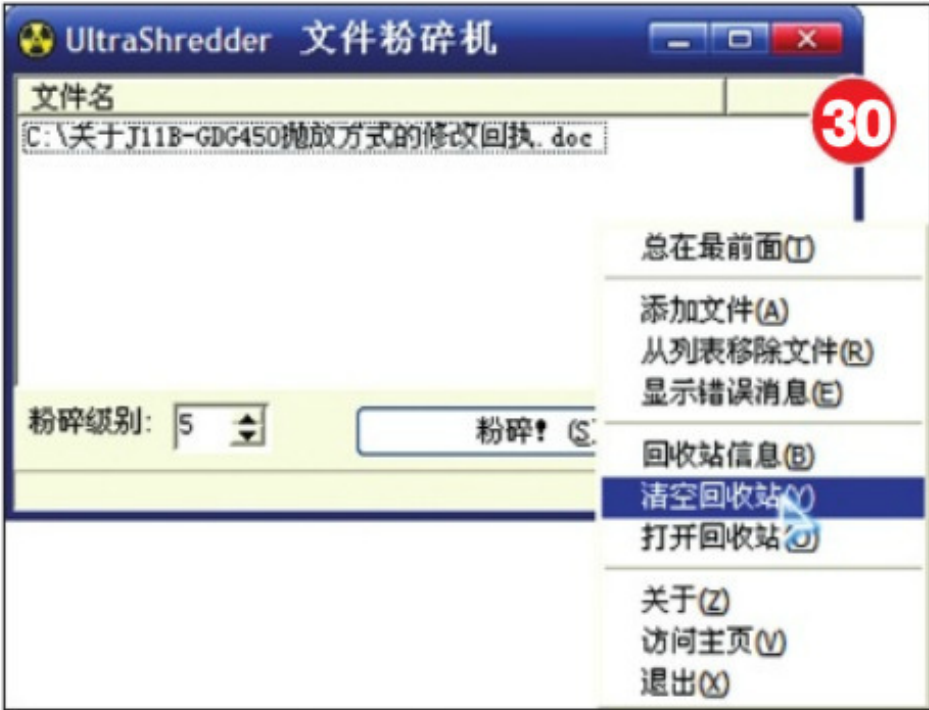 UltraShredder 文件粉碎机
文件名
30
C:\关于J11B-GDG450抛放方式的修改回执.doc
总在最前面(T)
添加文件(A)
从列表移除文件(R)
显示错误消息(E)
粉碎级别: 5
粉碎! (S)
回收站信息(B)
清空回收站(Y)
打开回收站(O)
关于(Z)
访问主页(V)
退出(X)